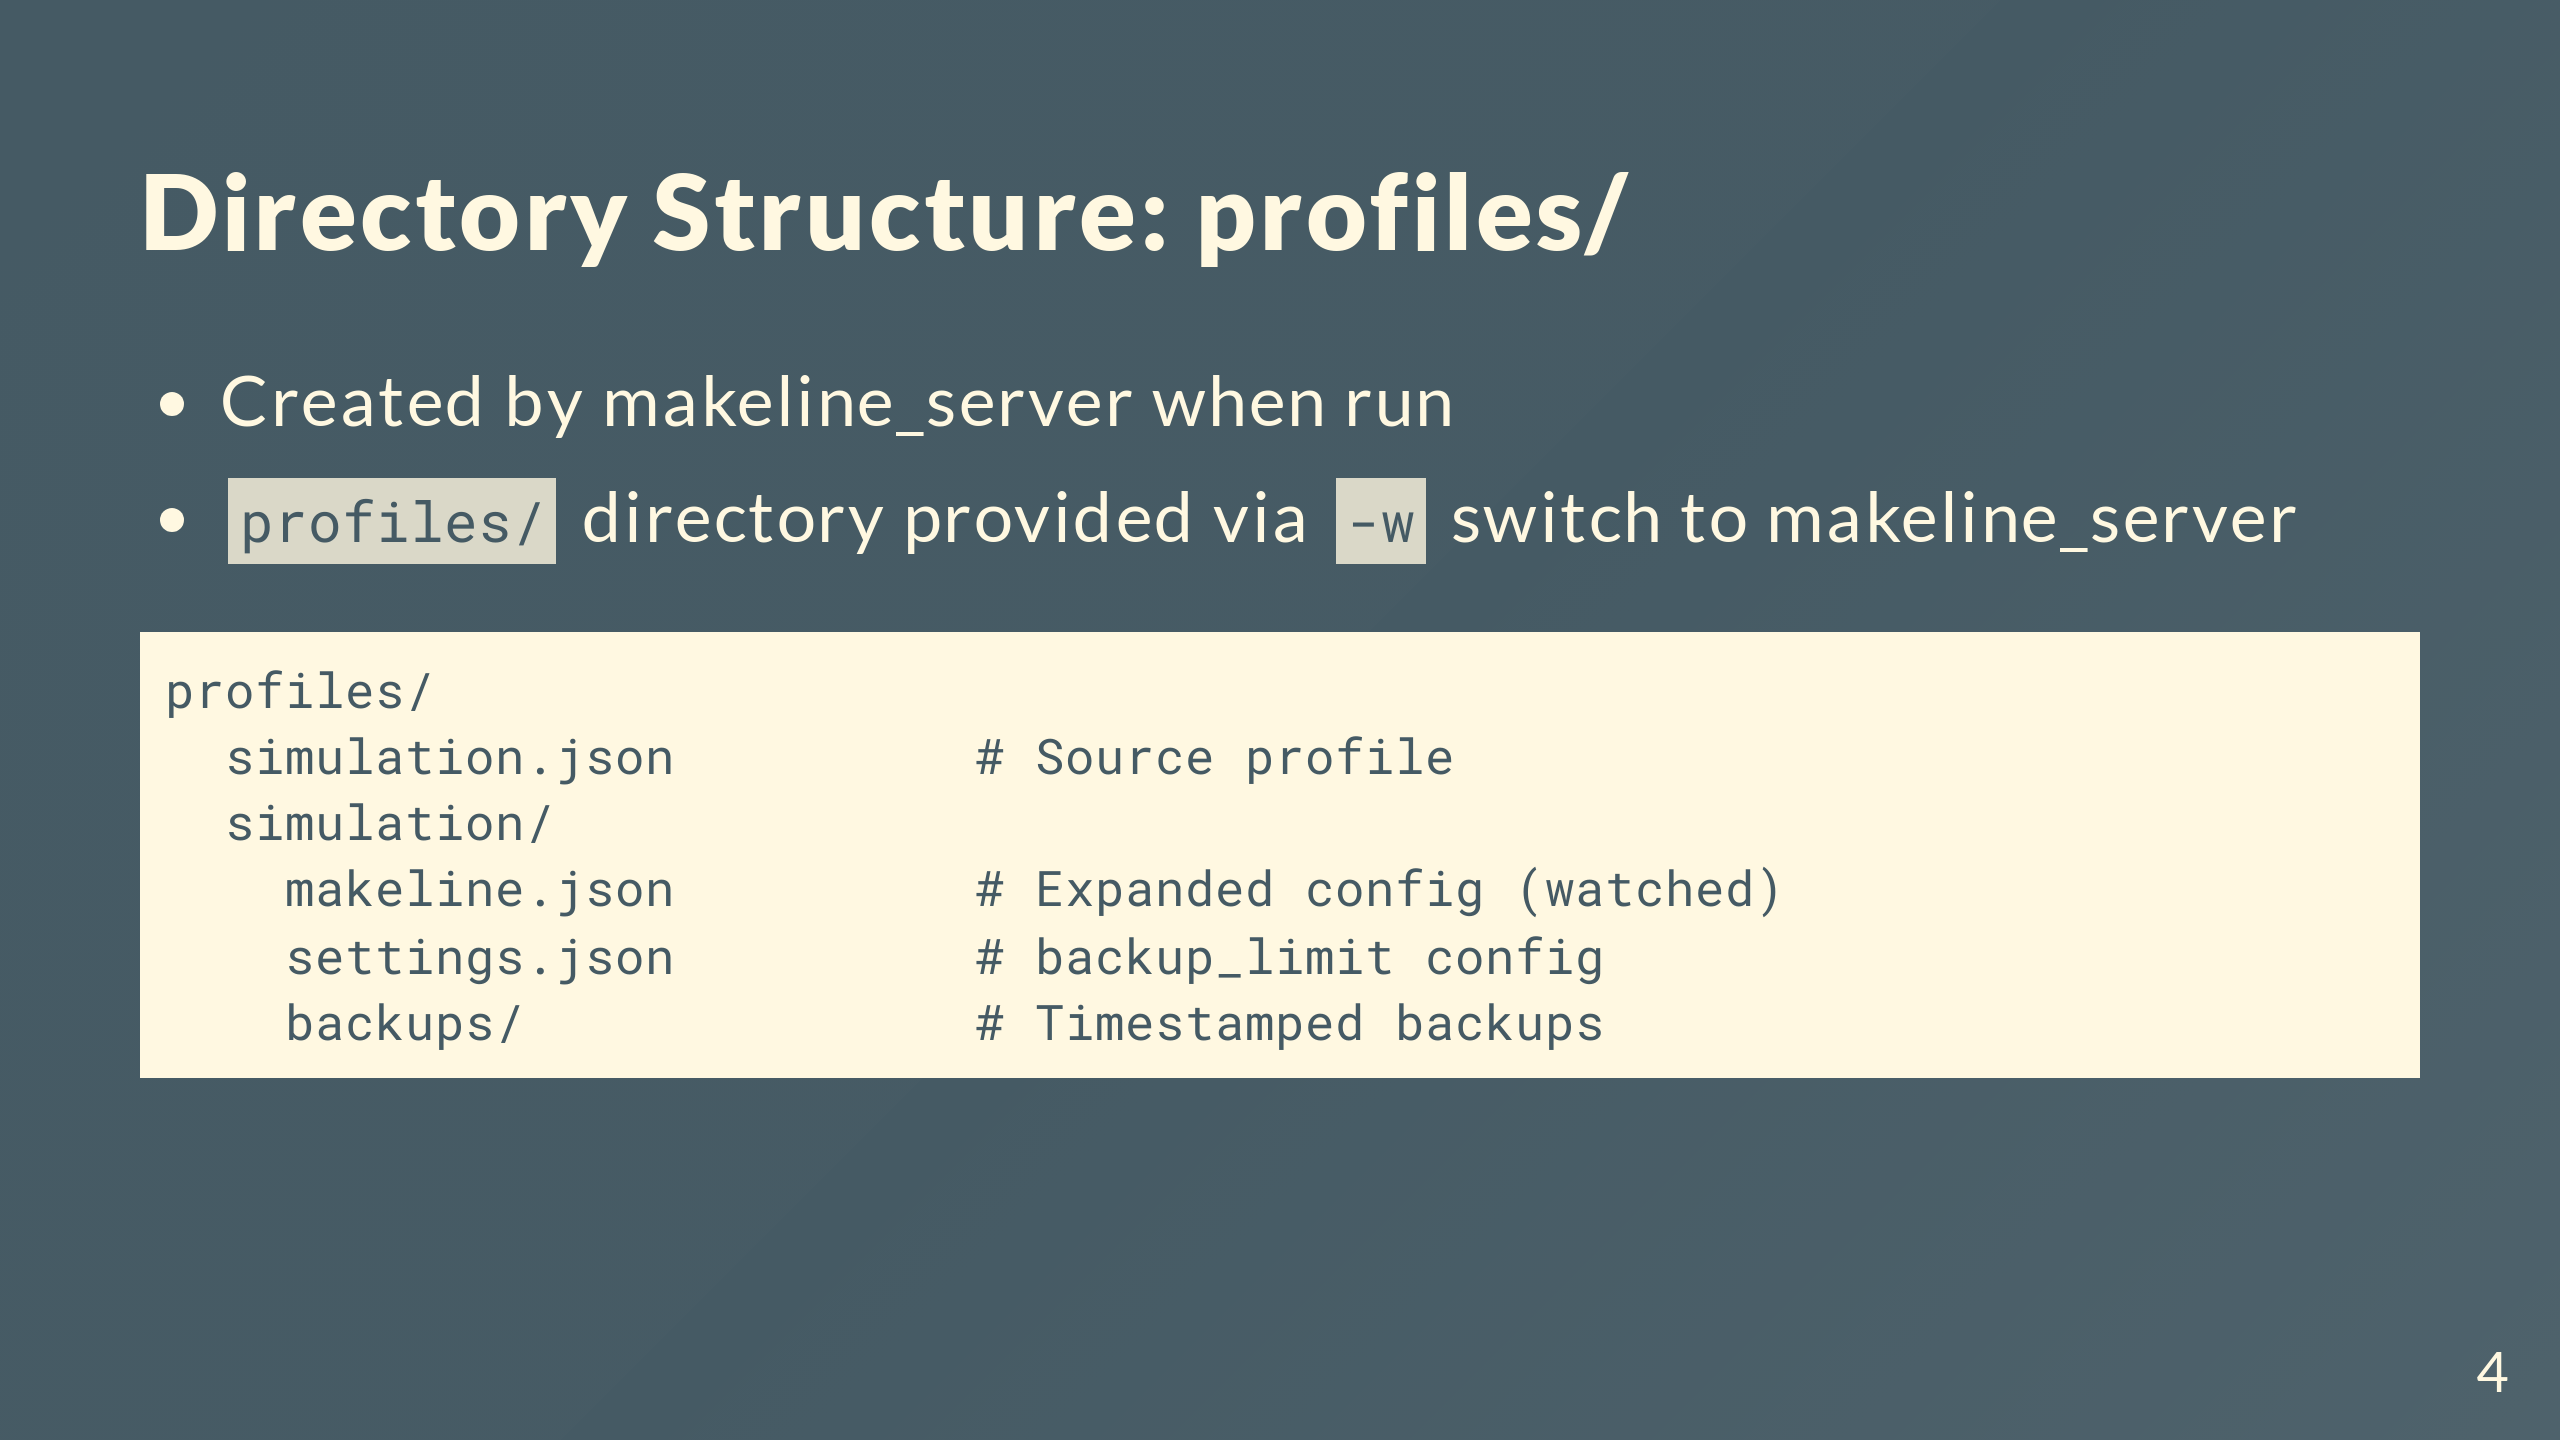 Directory Structure: profiles/
• Created by makeline_server when run
• profiles/ directory provided via -w switch to makeline_server
profiles/
  simulation.json          # Source profile
  simulation/
    makeline.json          # Expanded config (watched)
    settings.json          # backup_limit config
    backups/               # Timestamped backups
4